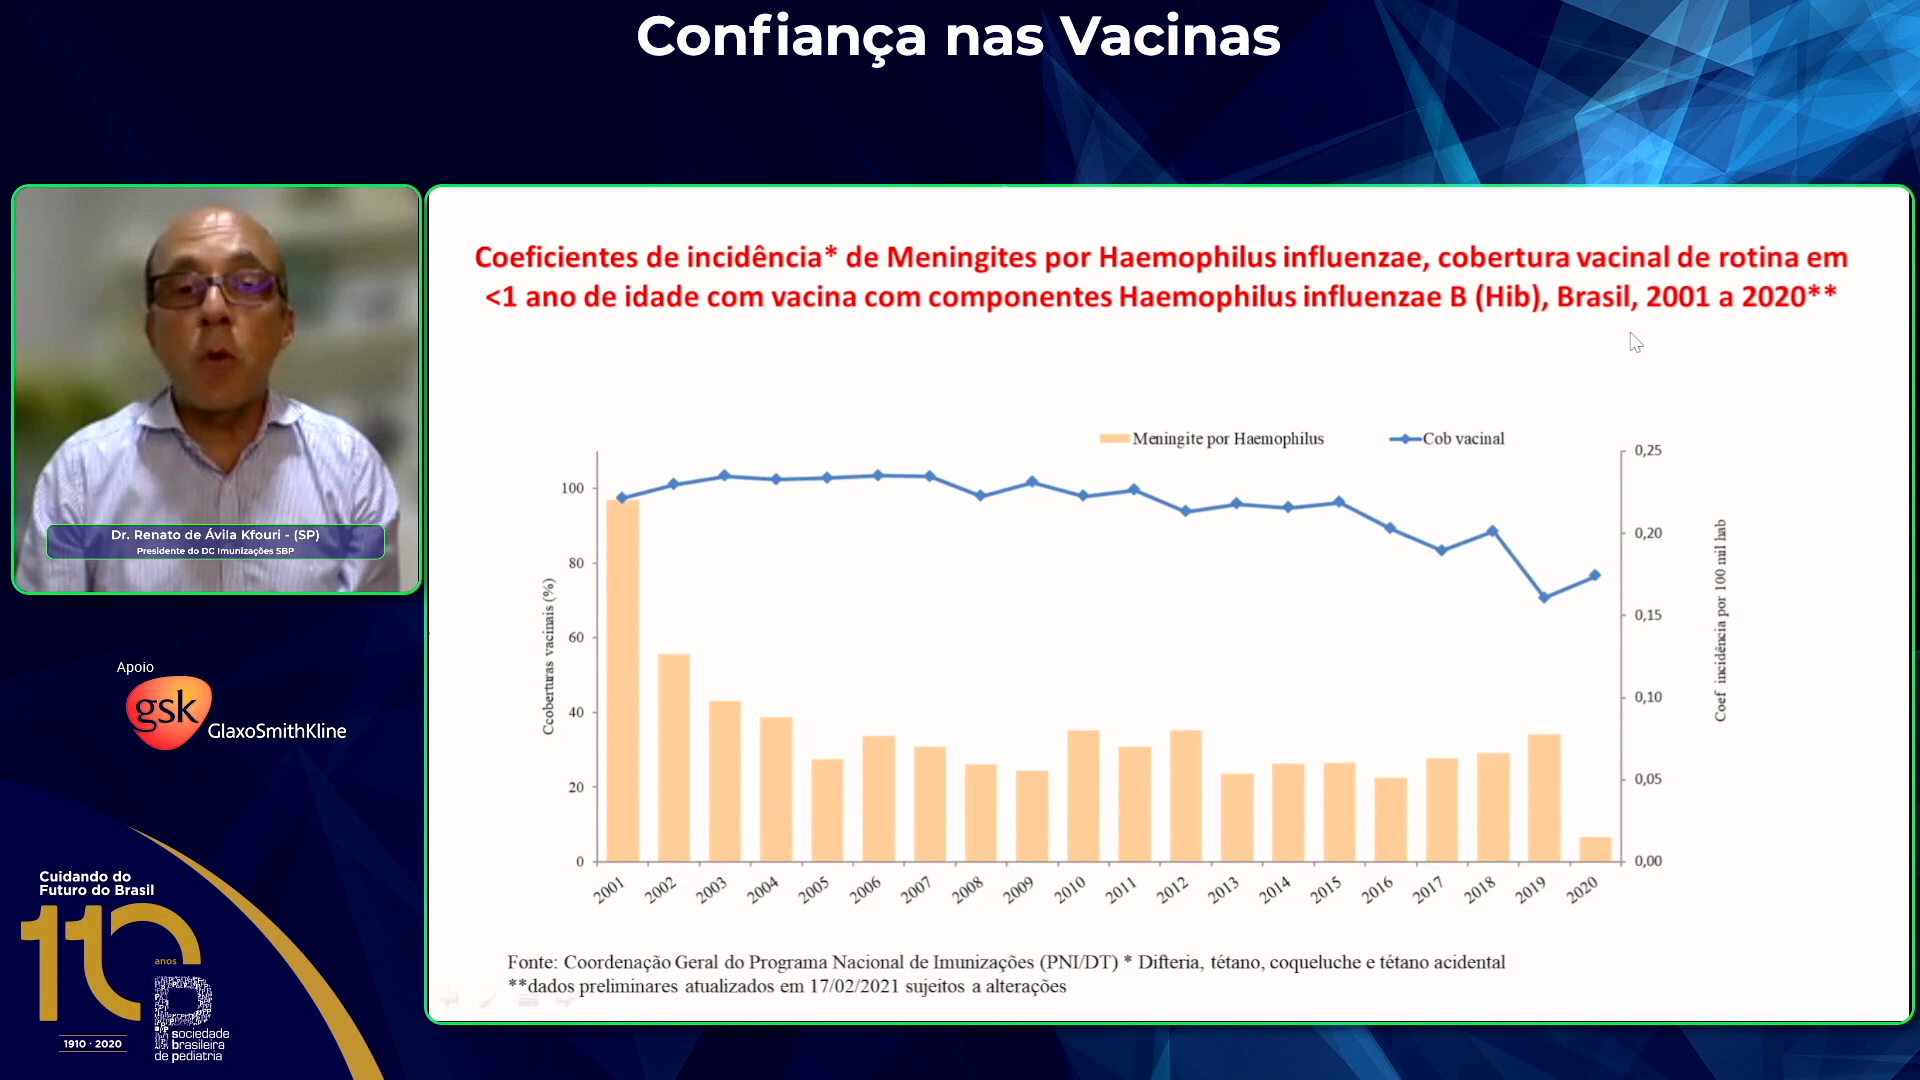 Confiança nas Vacinas
Dr. Renato de Ávila Kfouri - (SP)
Presidente do DC Imunizações SBP
Apoio
gsk
GlaxoSmithKline
Cuidando do
Futuro do Brasil
110
anos
1910 · 2020
sociedade
brasileira
de pediatria
Coeficientes de incidência* de Meningites por Haemophilus influenzae, cobertura vacinal de rotina em
<1 ano de idade com vacina com componentes Haemophilus influenzae B (Hib), Brasil, 2001 a 2020**
Meningite por Haemophilus
Cob vacinal
Ccoberturas vacinais (%)
100
80
60
40
20
0
0,25
0,20
0,15
0,10
0,05
0,00
Coef incidência por 100 mil hab
2001 2002 2003 2004 2005 2006 2007 2008 2009 2010 2011 2012 2013 2014 2015 2016 2017 2018 2019 2020
Fonte: Coordenação Geral do Programa Nacional de Imunizações (PNI/DT) * Difteria, tétano, coqueluche e tétano acidental
**dados preliminares atualizados em 17/02/2021 sujeitos a alterações